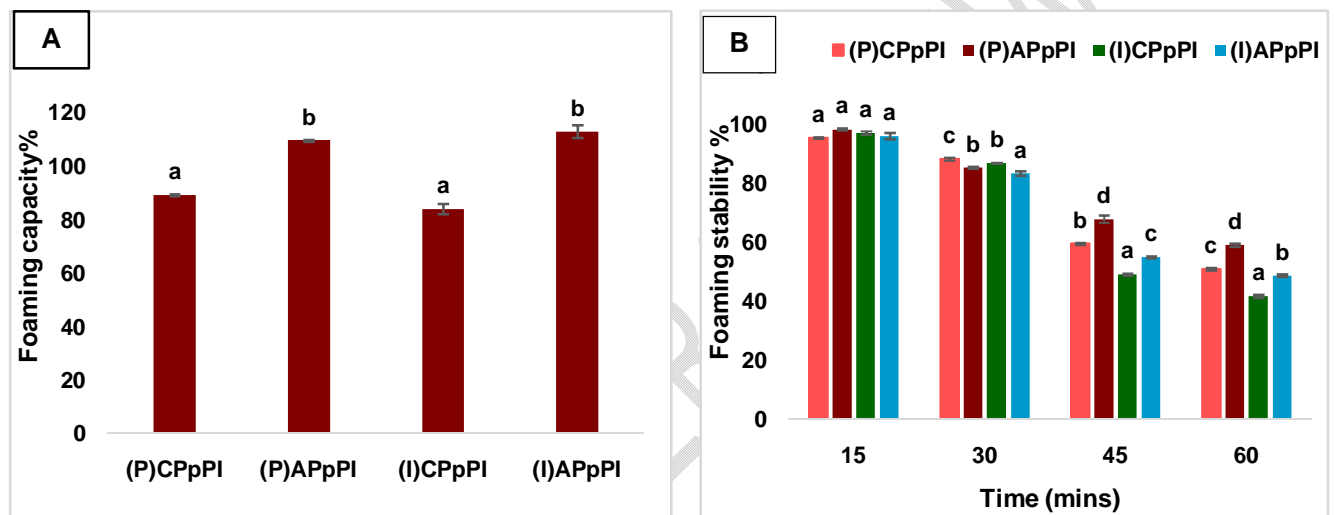 A
Foaming capacity%
120
100
80
60
40
20
0
a
b
a
b
(P)CPpPI
(P)APpPI
(I)CPpPI
(I)APpPI
B
(P)CPpPI (P)APpPI (I)CPpPI (I)APpPI
Foaming stability %
100
80
60
40
20
0
a a a a
c b b a
b d a c
c d a b
15 30 45 60
Time (mins)